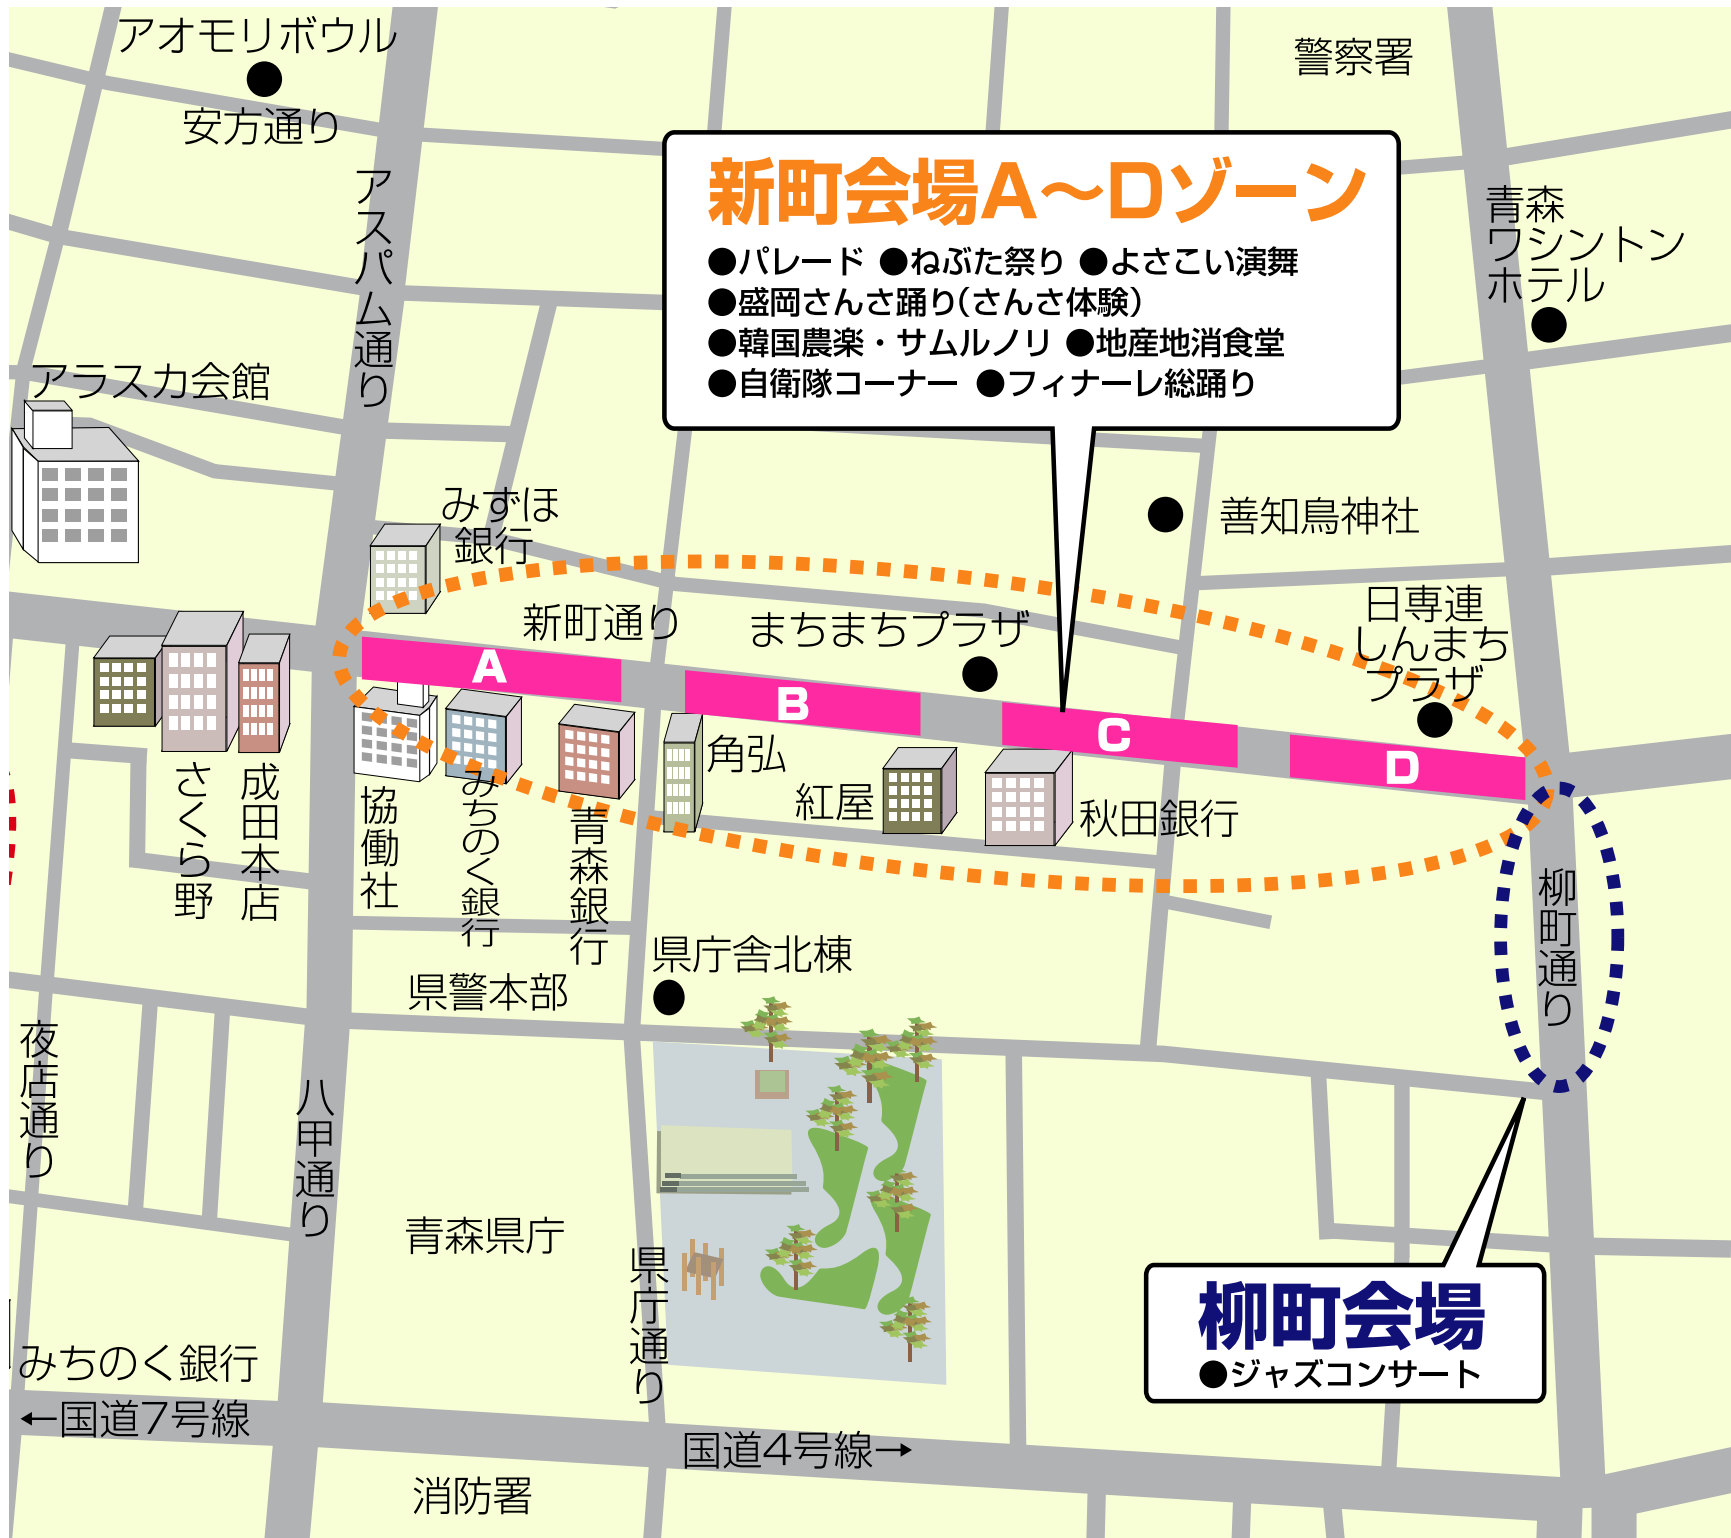 アオモリボウル
安方通り
警察署
アスパム通り
新町会場A～Dゾーン
●パレード ●ねぶた祭り ●よさこい演舞
●盛岡さんさ踊り(さんさ体験)
●韓国農楽・サムルノリ ●地産地消食堂
●自衛隊コーナー ●フィナーレ総踊り
青森
ワシントン
ホテル
アラスカ会館
みずほ
銀行
善知鳥神社
新町通り
まちまちプラザ
日専連
しんまち
プラザ
A
B
C
D
さくら野
成田本店
協働社
みちのく銀行
青森銀行
角弘
紅屋
秋田銀行
柳町通り
県庁舎北棟
県警本部
夜店通り
八甲通り
青森県庁
県庁通り
柳町会場
●ジャズコンサート
みちのく銀行
←国道7号線
国道4号線→
消防署